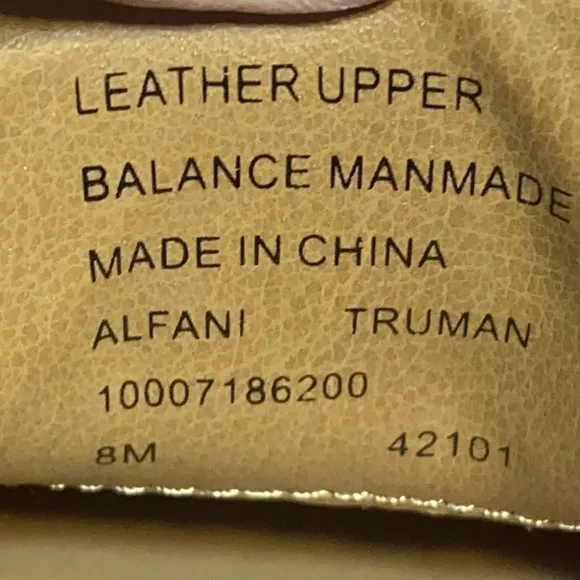 LEATHER UPPER
BALANCE MANMADE
MADE IN CHINA
ALFANI TRUMAN
10007186200
8M 42101